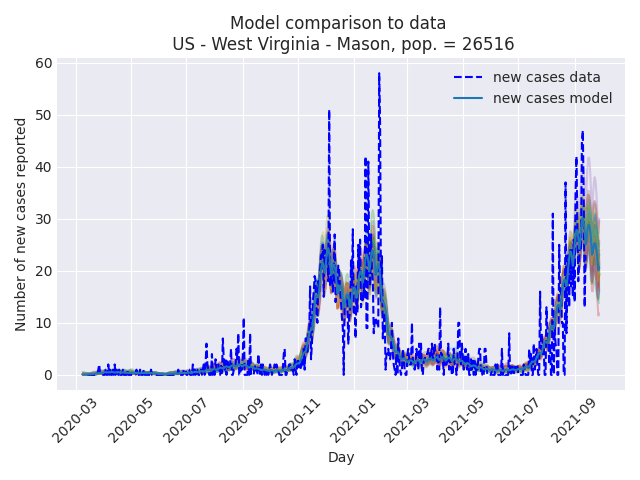 Model comparison to data
US - West Virginia - Mason, pop. = 26516
new cases data
new cases model
Number of new cases reported
60
50
40
30
20
10
0
2020-03
2020-05
2020-07
2020-09
2020-11
2021-01
2021-03
2021-05
2021-07
2021-09
Day